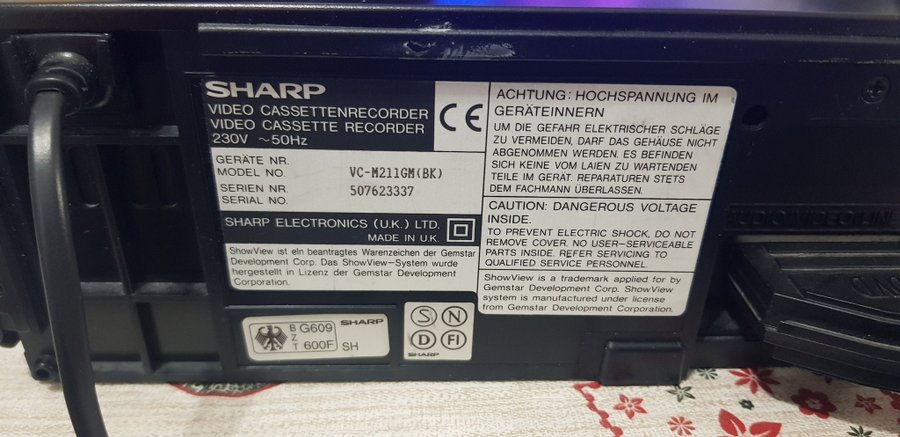 SHARP
VIDEO CASSETTENRECORDER
VIDEO CASSETTE RECORDER
230V ~50Hz
CE
GERÄTE NR.
MODEL NO. VC-M211GM(BK)
SERIEN NR.
SERIAL NO. 507623337
SHARP ELECTRONICS (U.K.) LTD.
MADE IN U.K.
ShowView ist ein beantragtes Warenzeichen der Gemstar
Development Corp. Das ShowView-System wurde
hergestellt in Lizenz der Gemstar Development
Corporation.
ACHTUNG: HOCHSPANNUNG IM
GERÄTEINNERN
UM DIE GEFAHR ELEKTRISCHER SCHLÄGE
ZU VERMEIDEN, DARF DAS GEHÄUSE NICHT
ABGENOMMEN WERDEN. ES BEFINDEN
SICH KEINE VOM LAIEN ZU WARTENDEN
TEILE IM GERÄT. REPARATUREN STETS
DEM FACHMANN ÜBERLASSEN.
CAUTION: DANGEROUS VOLTAGE
INSIDE.
TO PREVENT ELECTRIC SHOCK, DO NOT
REMOVE COVER. NO USER-SERVICEABLE
PARTS INSIDE. REFER SERVICING TO
QUALIFIED SERVICE PERSONNEL.
ShowView is a trademark applied for by
Gemstar Development Corp. ShowView
system is manufactured under license
from Gemstar Development Corporation.
BZT G609 600F SHARP SH
S N
D FI
SHARP